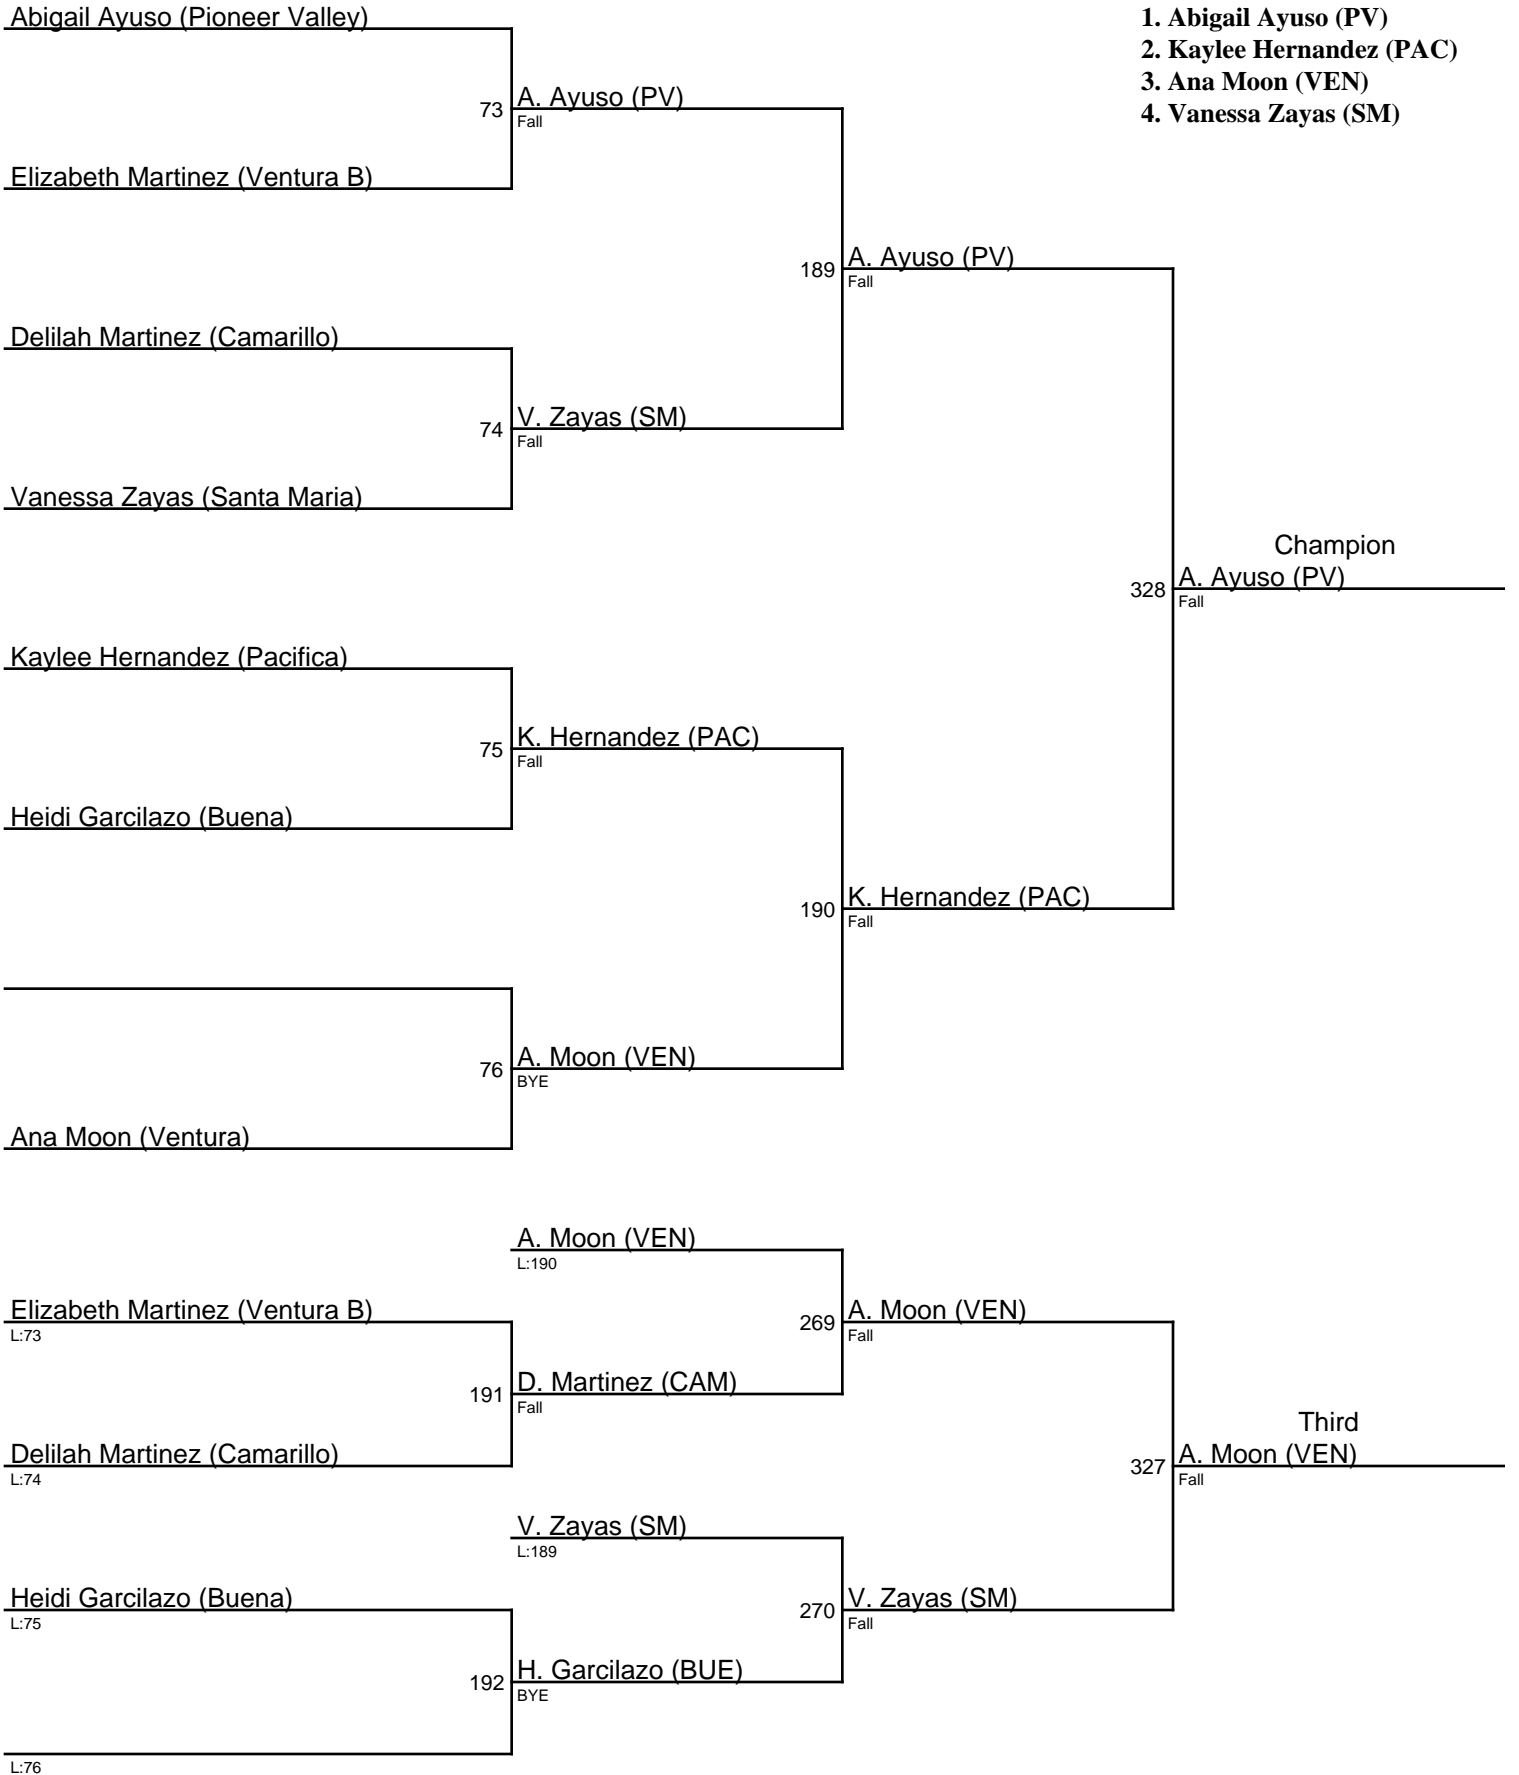 Abigail Ayuso (Pioneer Valley)
1. Abigail Ayuso (PV)
2. Kaylee Hernandez (PAC)
3. Ana Moon (VEN)
4. Vanessa Zayas (SM)
73
A. Ayuso (PV)
Fall
Elizabeth Martinez (Ventura B)
189
A. Ayuso (PV)
Fall
Delilah Martinez (Camarillo)
74
V. Zayas (SM)
Fall
Vanessa Zayas (Santa Maria)
Champion
328
A. Ayuso (PV)
Fall
Kaylee Hernandez (Pacifica)
75
K. Hernandez (PAC)
Fall
Heidi Garcilazo (Buena)
190
K. Hernandez (PAC)
Fall
76
A. Moon (VEN)
BYE
Ana Moon (Ventura)
A. Moon (VEN)
L:190
Elizabeth Martinez (Ventura B)
L:73
269
A. Moon (VEN)
Fall
191
D. Martinez (CAM)
Fall
Delilah Martinez (Camarillo)
L:74
Third
327
A. Moon (VEN)
Fall
V. Zayas (SM)
L:189
Heidi Garcilazo (Buena)
L:75
270
V. Zayas (SM)
Fall
192
H. Garcilazo (BUE)
BYE
L:76